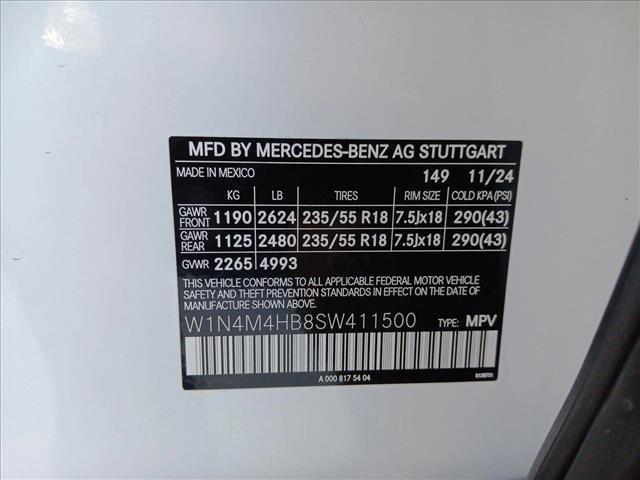 MFD BY MERCEDES-BENZ AG STUTTGART
MADE IN MEXICO 149 11/24
KG LB TIRES RIM SIZE COLD KPA(PSI)
GAWR FRONT 1190 2624 235/55 R18 7.5Jx18 290(43)
GAWR REAR 1125 2480 235/55 R18 7.5Jx18 290(43)
GVWR 2265 4993
THIS VEHICLE CONFORMS TO ALL APPLICABLE FEDERAL MOTOR VEHICLE
SAFETY AND THEFT PREVENTION STANDARDS IN EFFECT ON THE DATE
OF MANUFACTURE SHOWN ABOVE.
W1N4M4HB8SW411500 TYPE: MPV
A 000 817 54 04